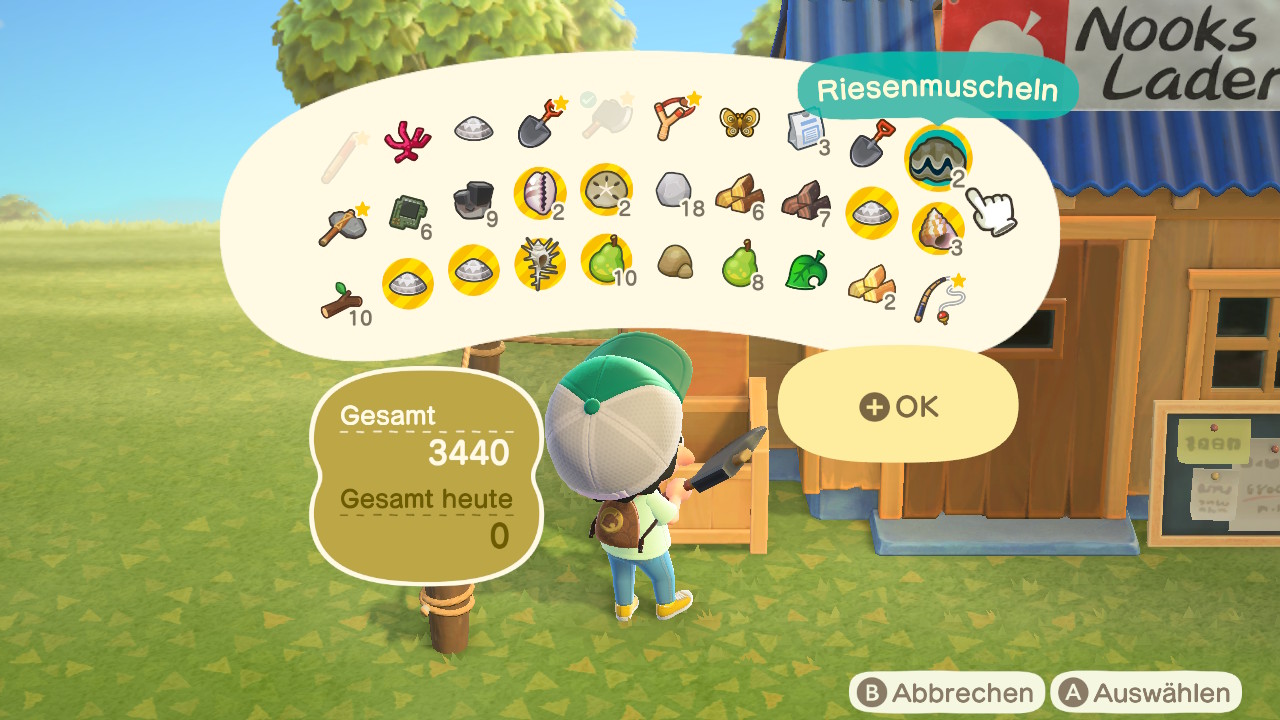 Nooks
Laden
Riesenmuscheln
3
2
6
9
2
2
18
6
7
3
10
10
8
2
Gesamt
3440
Gesamt heute
0
+ OK
B Abbrechen
A Auswählen